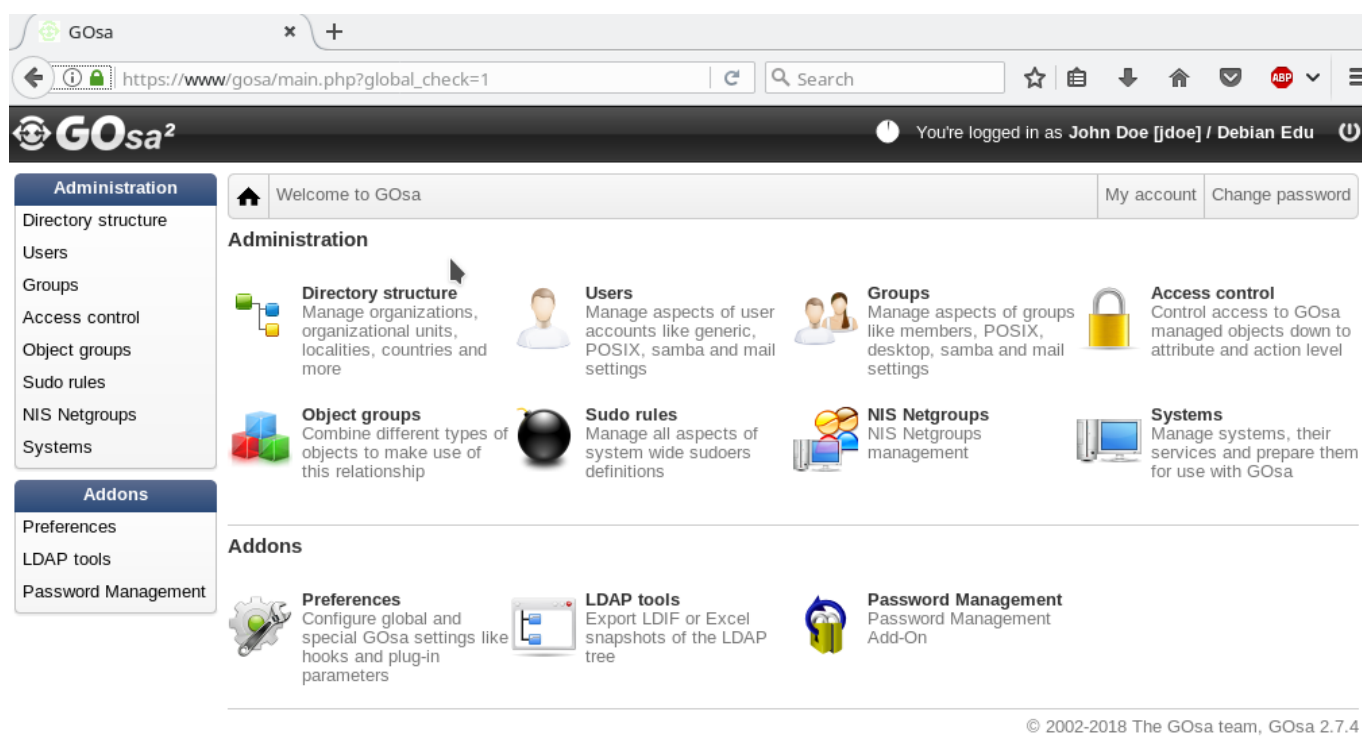 GOsa
https://www/gosa/main.php?global_check=1
Search
ABP
GOsa²
You're logged in as John Doe [jdoe] / Debian Edu
Administration
Directory structure
Users
Groups
Access control
Object groups
Sudo rules
NIS Netgroups
Systems
Addons
Preferences
LDAP tools
Password Management
Welcome to GOsa
My account
Change password
Administration
Directory structure
Manage organizations,
organizational units,
localities, countries and
more
Users
Manage aspects of user
accounts like generic,
POSIX, samba and mail
settings
Groups
Manage aspects of groups
like members, POSIX,
desktop, samba and mail
settings
Access control
Control access to GOsa
managed objects down to
attribute and action level
Object groups
Combine different types of
objects to make use of
this relationship
Sudo rules
Manage all aspects of
system wide sudoers
definitions
NIS Netgroups
NIS Netgroups
management
Systems
Manage systems, their
services and prepare them
for use with GOsa
Addons
Preferences
Configure global and
special GOsa settings like
hooks and plug-in
parameters
LDAP tools
Export LDIF or Excel
snapshots of the LDAP
tree
Password Management
Password Management
Add-On
© 2002-2018 The GOsa team, GOsa 2.7.4